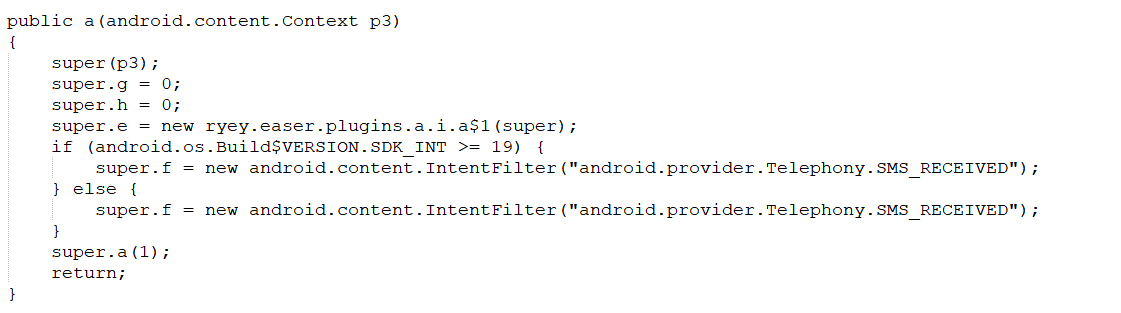 public a(android.content.Context p3)
{
    super(p3);
    super.g = 0;
    super.h = 0;
    super.e = new ryey.easer.plugins.a.i.a$1(super);
    if (android.os.Build$VERSION.SDK_INT >= 19) {
        super.f = new android.content.IntentFilter("android.provider.Telephony.SMS_RECEIVED");
    } else {
        super.f = new android.content.IntentFilter("android.provider.Telephony.SMS_RECEIVED");
    }
    super.a(1);
    return;
}